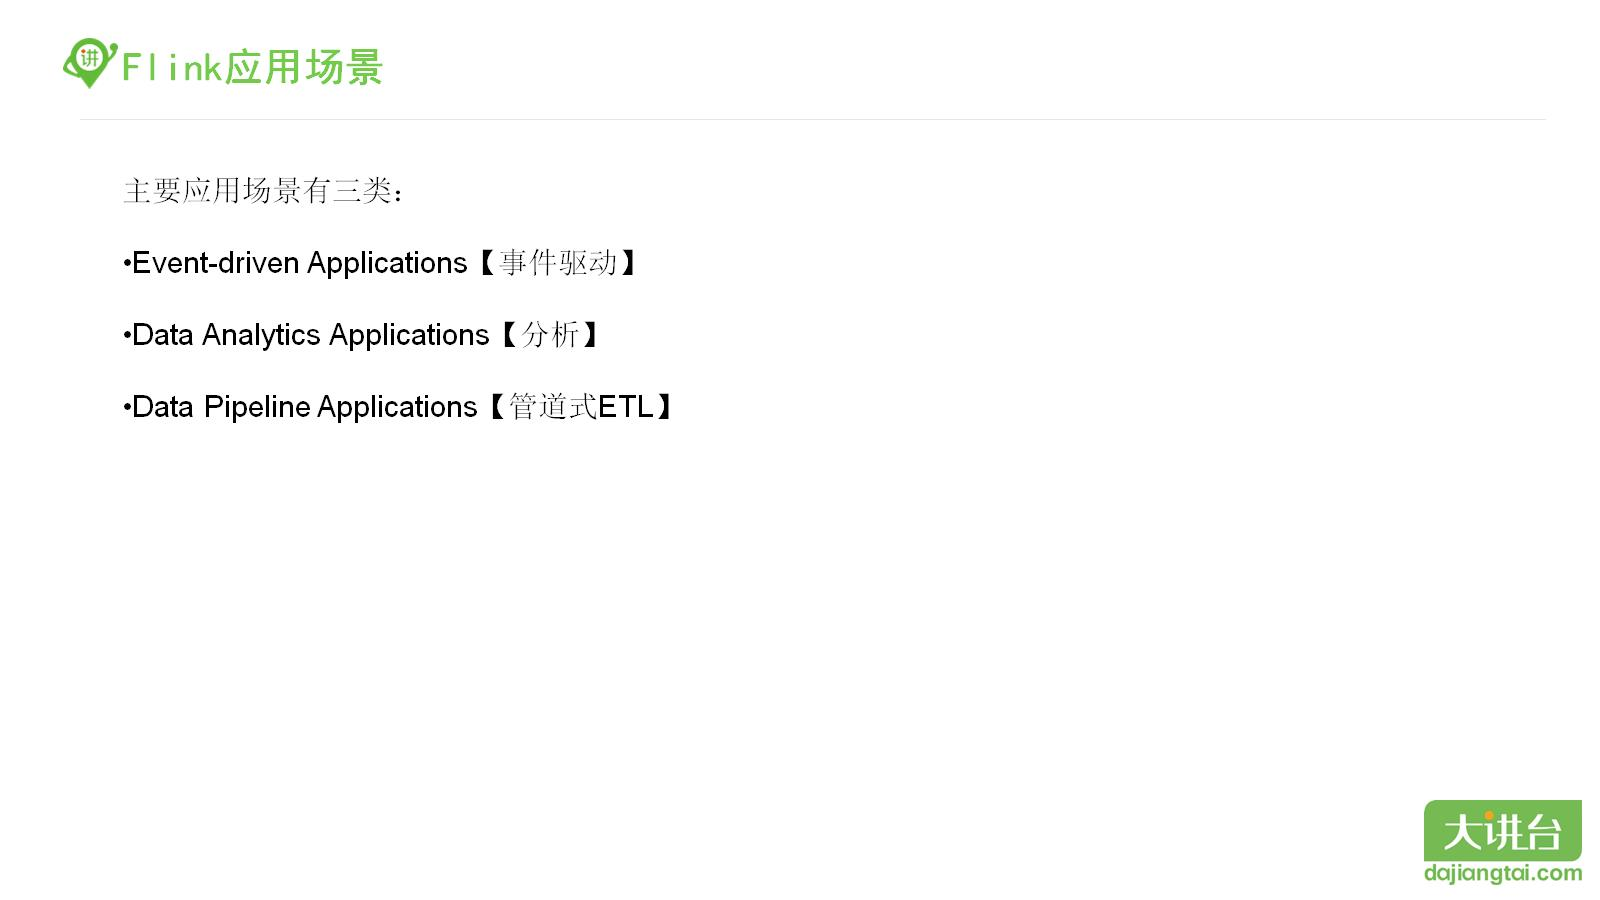 讲
Flink应用场景
主要应用场景有三类：
•Event-driven Applications【事件驱动】
•Data Analytics Applications【分析】
•Data Pipeline Applications【管道式ETL】
大讲台
dajiangtai.com